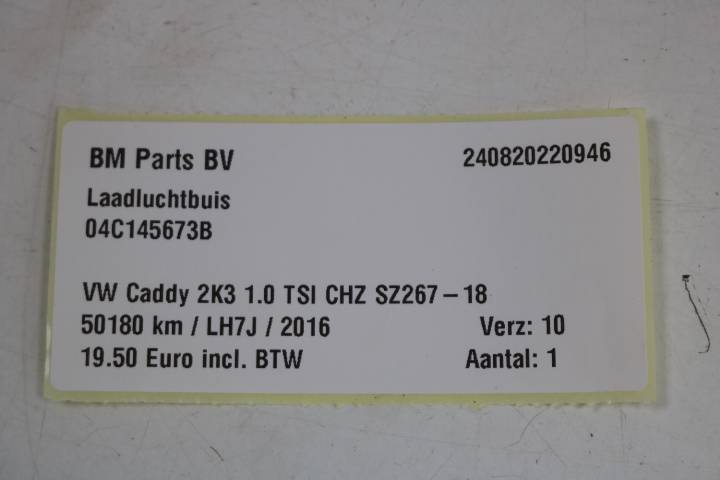 BM Parts BV 240820220946
Laadluchtbuis
04C145673B
VW Caddy 2K3 1.0 TSI CHZ SZ267-18
50180 km / LH7J / 2016 Verz: 10
19.50 Euro incl. BTW Aantal: 1